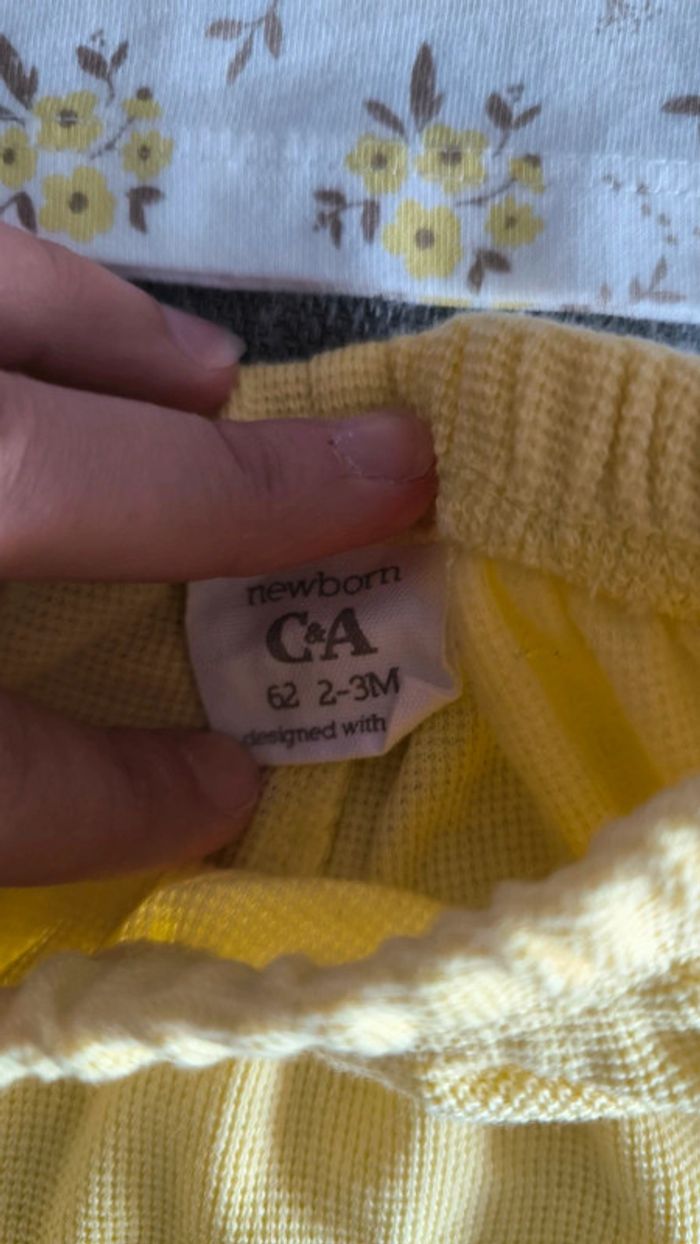 newborn
C&A
62 2-3M
designed with